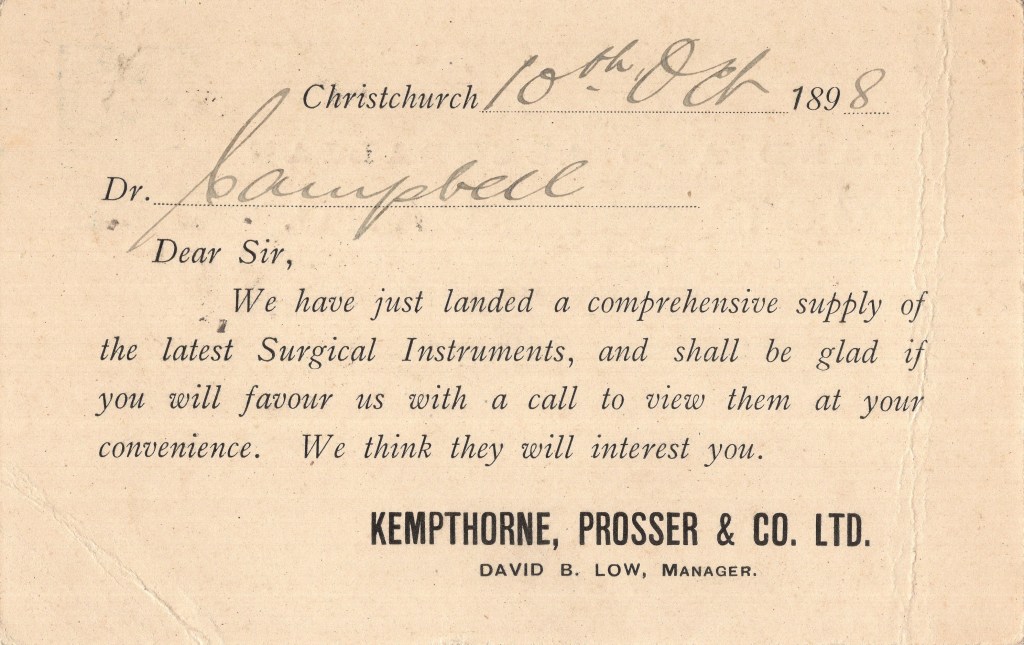 Christchurch 10th Oct 1898
Dr. Campbell
Dear Sir,
We have just landed a comprehensive supply of
the latest Surgical Instruments, and shall be glad if
you will favour us with a call to view them at your
convenience. We think they will interest you.
KEMPTHORNE, PROSSER & CO. LTD.
DAVID B. LOW, MANAGER.